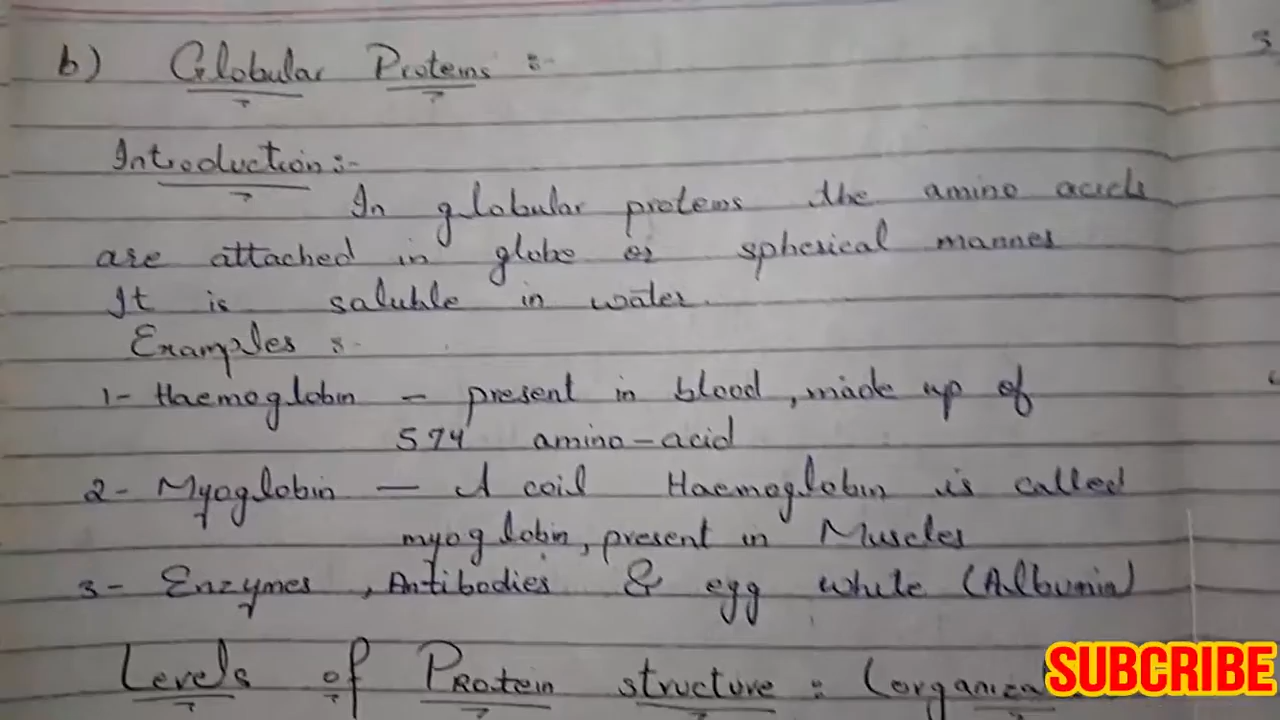 b) Globular Proteins :-
Introduction :-
In globular proteins the amino acids
are attached in globe or spherical manner
It is saluble in water.
Examples :-
1- Haemoglobin - present in blood, made up of
574 amino-acid
2- Myoglobin - A coil Haemoglobin is called
myoglobin, present in Muscles
3- Enzymes, Antibodies & egg white (Albumin)
Levels of Protein structure : (organiza
SUBCRIBE